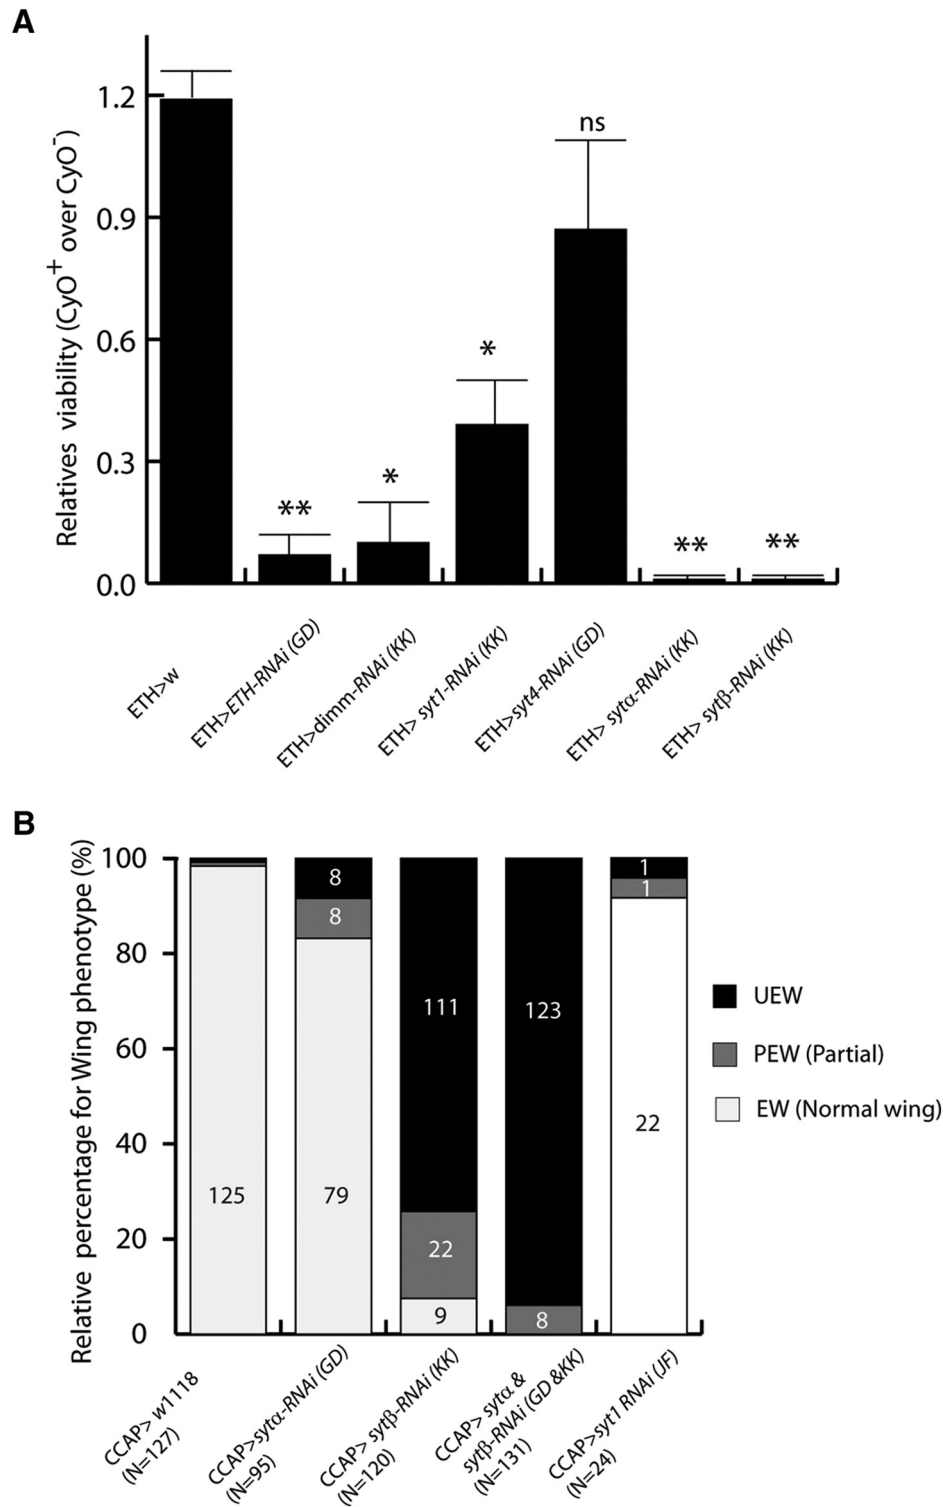 A
Relatives viability (CyO+ over CyO-)
1.2
0.9
0.6
0.3
0.0
**
*
*
ns
**
**
ETH>w
ETH>ETH-RNAi (GD)
ETH>dimm-RNAi (KK)
ETH> syt1-RNAi (KK)
ETH>syt4-RNAi (GD)
ETH> sytα-RNAi (KK)
ETH> sytβ-RNAi (KK)
B
Relative percentage for Wing phenotype (%)
100
80
60
40
20
0
125
8
8
79
111
22
9
123
8
1
1
22
UEW
PEW (Partial)
EW (Normal wing)
CCAP> w1118
(N=127)
CCAP>sytα-RNAi (GD)
(N=95)
CCAP> sytβ-RNAi (KK)
(N=120)
CCAP> sytα &
sytβ-RNAi (GD &KK)
(N=131)
CCAP>syt1 RNAi (JF)
(N=24)